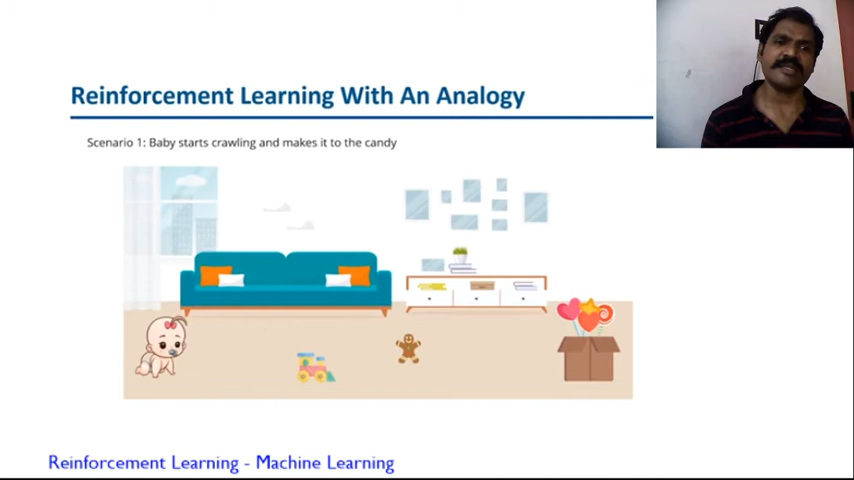 Reinforcement Learning With An Analogy
Scenario 1: Baby starts crawling and makes it to the candy
Reinforcement Learning - Machine Learning